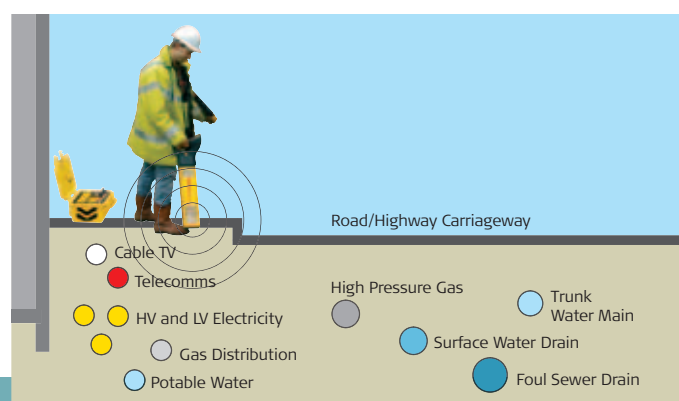 Road/Highway Carriageway
Cable TV
Telecomms
HV and LV Electricity
Gas Distribution
Potable Water
High Pressure Gas
Trunk
Water Main
Surface Water Drain
Foul Sewer Drain